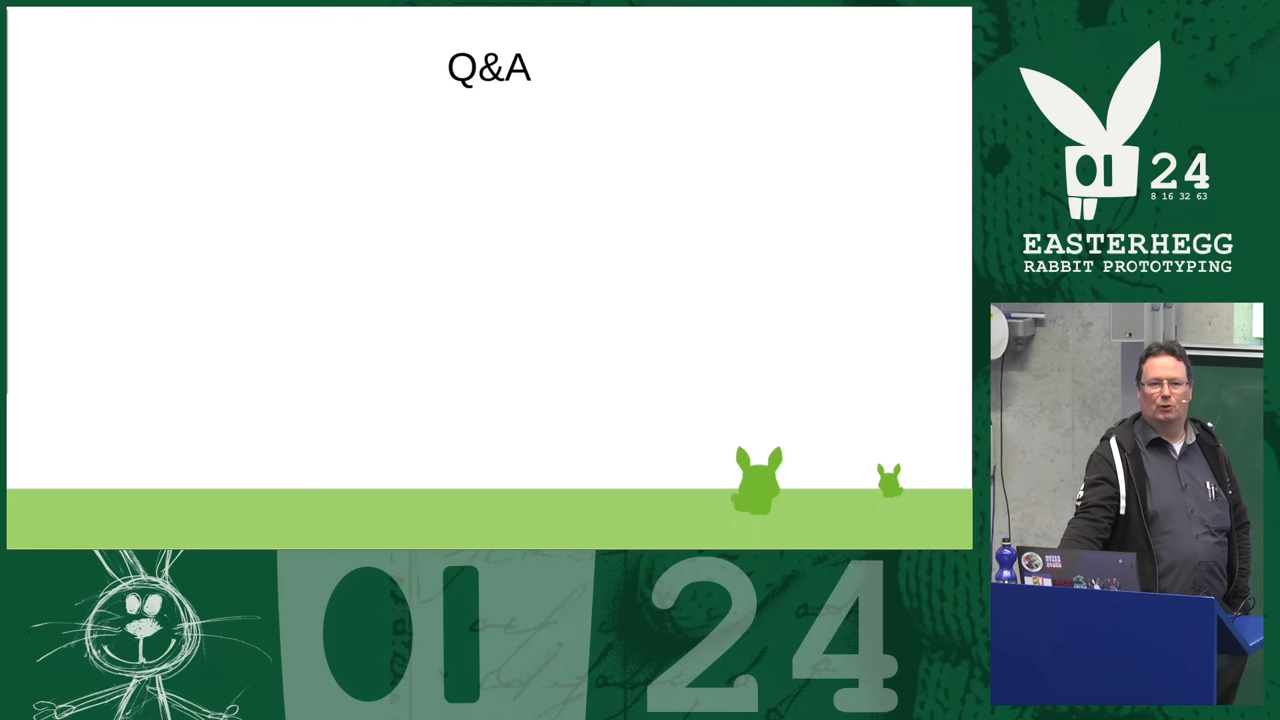 Q&A
24
8 16 32 63
EASTERHEGG
RABBIT PROTOTYPING
24